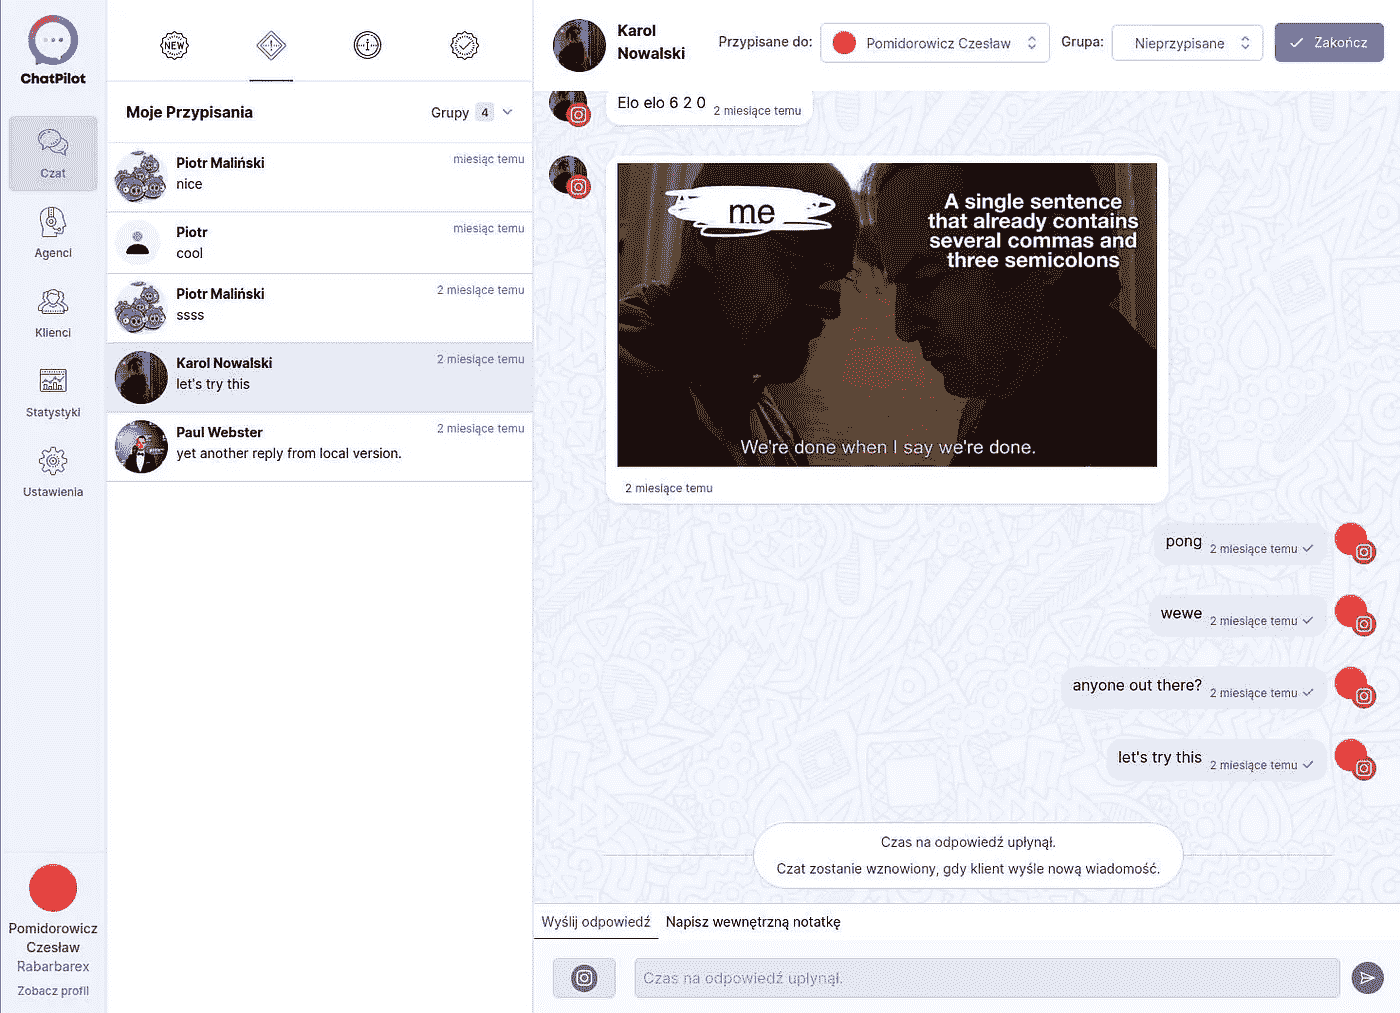 ChatPilot
Czat
Agenci
Klienci
Statystyki
Ustawienia
Pomidorowicz
Czesław
Rabarbarex
Zobacz profil
NEW
Moje Przypisania
Grupy 4
Piotr Maliński
miesiąc temu
nice
Piotr
miesiąc temu
cool
Piotr Maliński
2 miesiące temu
ssss
Karol Nowalski
2 miesiące temu
let's try this
Paul Webster
2 miesiące temu
yet another reply from local version.
Karol
Nowalski
Przypisane do:
Pomidorowicz Czesław
Grupa:
Nieprzypisane
Zakończ
Elo elo 6 2 0
2 miesiące temu
me
A single sentence
that already contains
several commas and
three semicolons
We're done when I say we're done.
2 miesiące temu
pong
2 miesiące temu
wewe
2 miesiące temu
anyone out there?
2 miesiące temu
let's try this
2 miesiące temu
Czas na odpowiedź upłynął.
Czat zostanie wznowiony, gdy klient wyśle nową wiadomość.
Wyślij odpowiedź
Napisz wewnętrzną notatkę
Czas na odpowiedź upłynął.